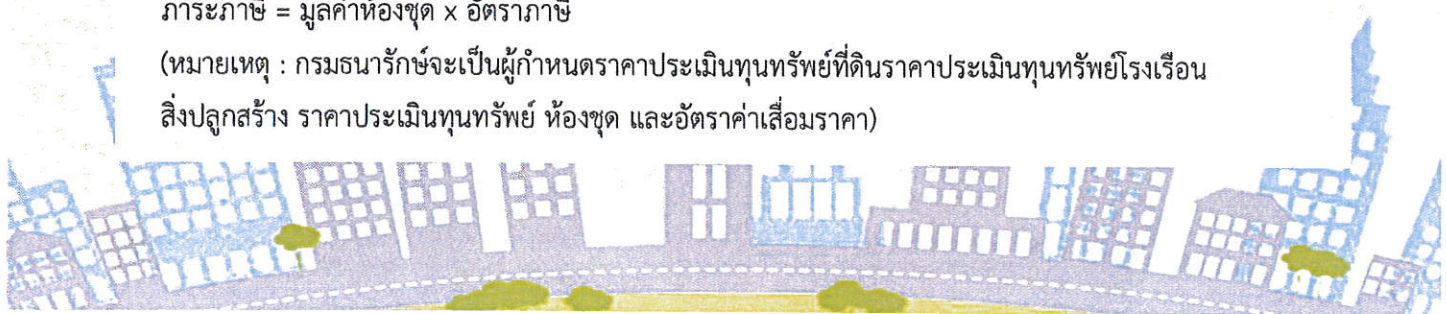 ภาระภาษี = มูลค่าห้องชุด x อัตราภาษี
(หมายเหตุ : กรมธนารักษ์จะเป็นผู้กำหนดราคาประเมินทุนทรัพย์ที่ดินราคาประเมินทุนทรัพย์โรงเรือน
สิ่งปลูกสร้าง ราคาประเมินทุนทรัพย์ ห้องชุด และอัตราค่าเสื่อมราคา)